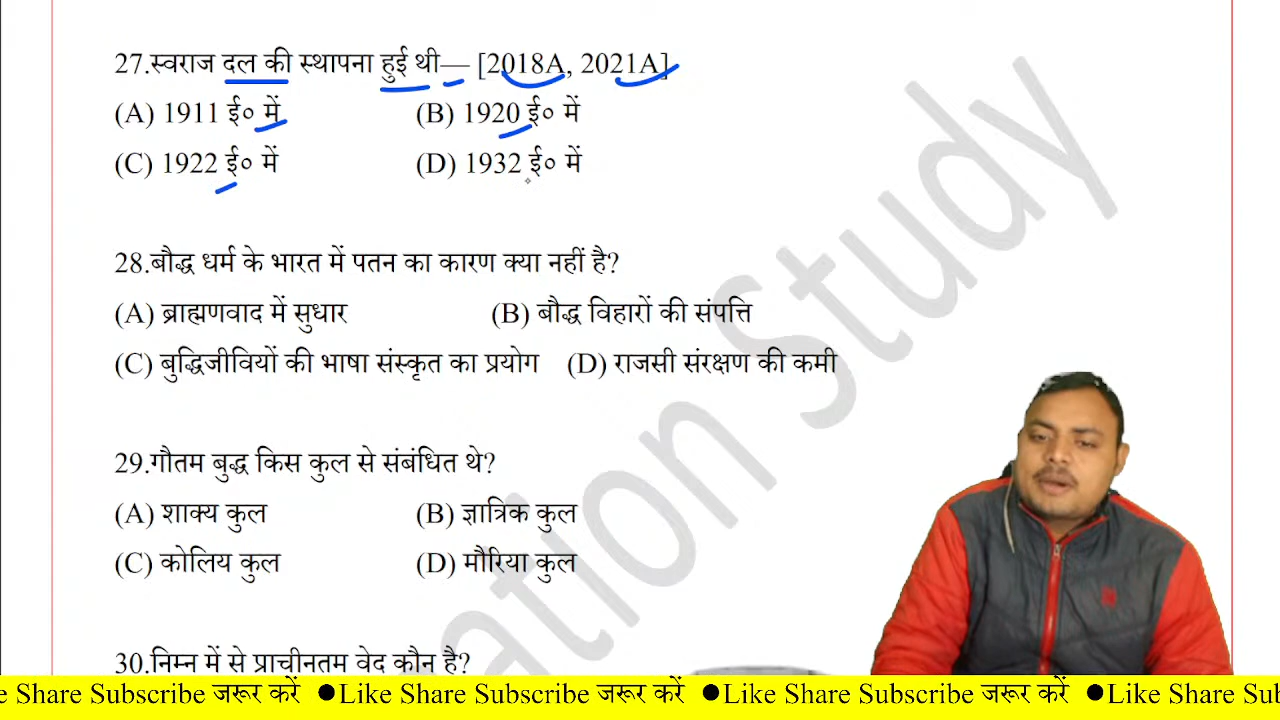 27.स्वराज दल की स्थापना हुई थी— [2018A, 2021A]
(A) 1911 ई० में (B) 1920 ई० में
(C) 1922 ई० में (D) 1932 ई० में
28.बौद्ध धर्म के भारत में पतन का कारण क्या नहीं है?
(A) ब्राह्मणवाद में सुधार (B) बौद्ध विहारों की संपत्ति
(C) बुद्धिजीवियों की भाषा संस्कृत का प्रयोग (D) राजसी संरक्षण की कमी
29.गौतम बुद्ध किस कुल से संबंधित थे?
(A) शाक्य कुल (B) ज्ञात्रिक कुल
(C) कोलिय कुल (D) मौरिया कुल
30.निम्न में से प्राचीनतम वेद कौन है?
ation Study
e Share Subscribe जरूर करें ●Like Share Subscribe जरूर करें ●Like Share Subscribe जरूर करें ●Like Share Sub